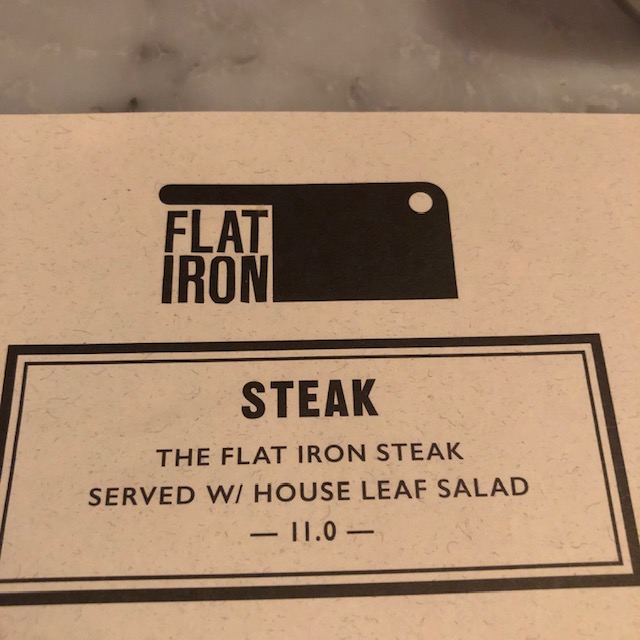 FLAT
IRON
STEAK
THE FLAT IRON STEAK
SERVED W/ HOUSE LEAF SALAD
— 11.0 —